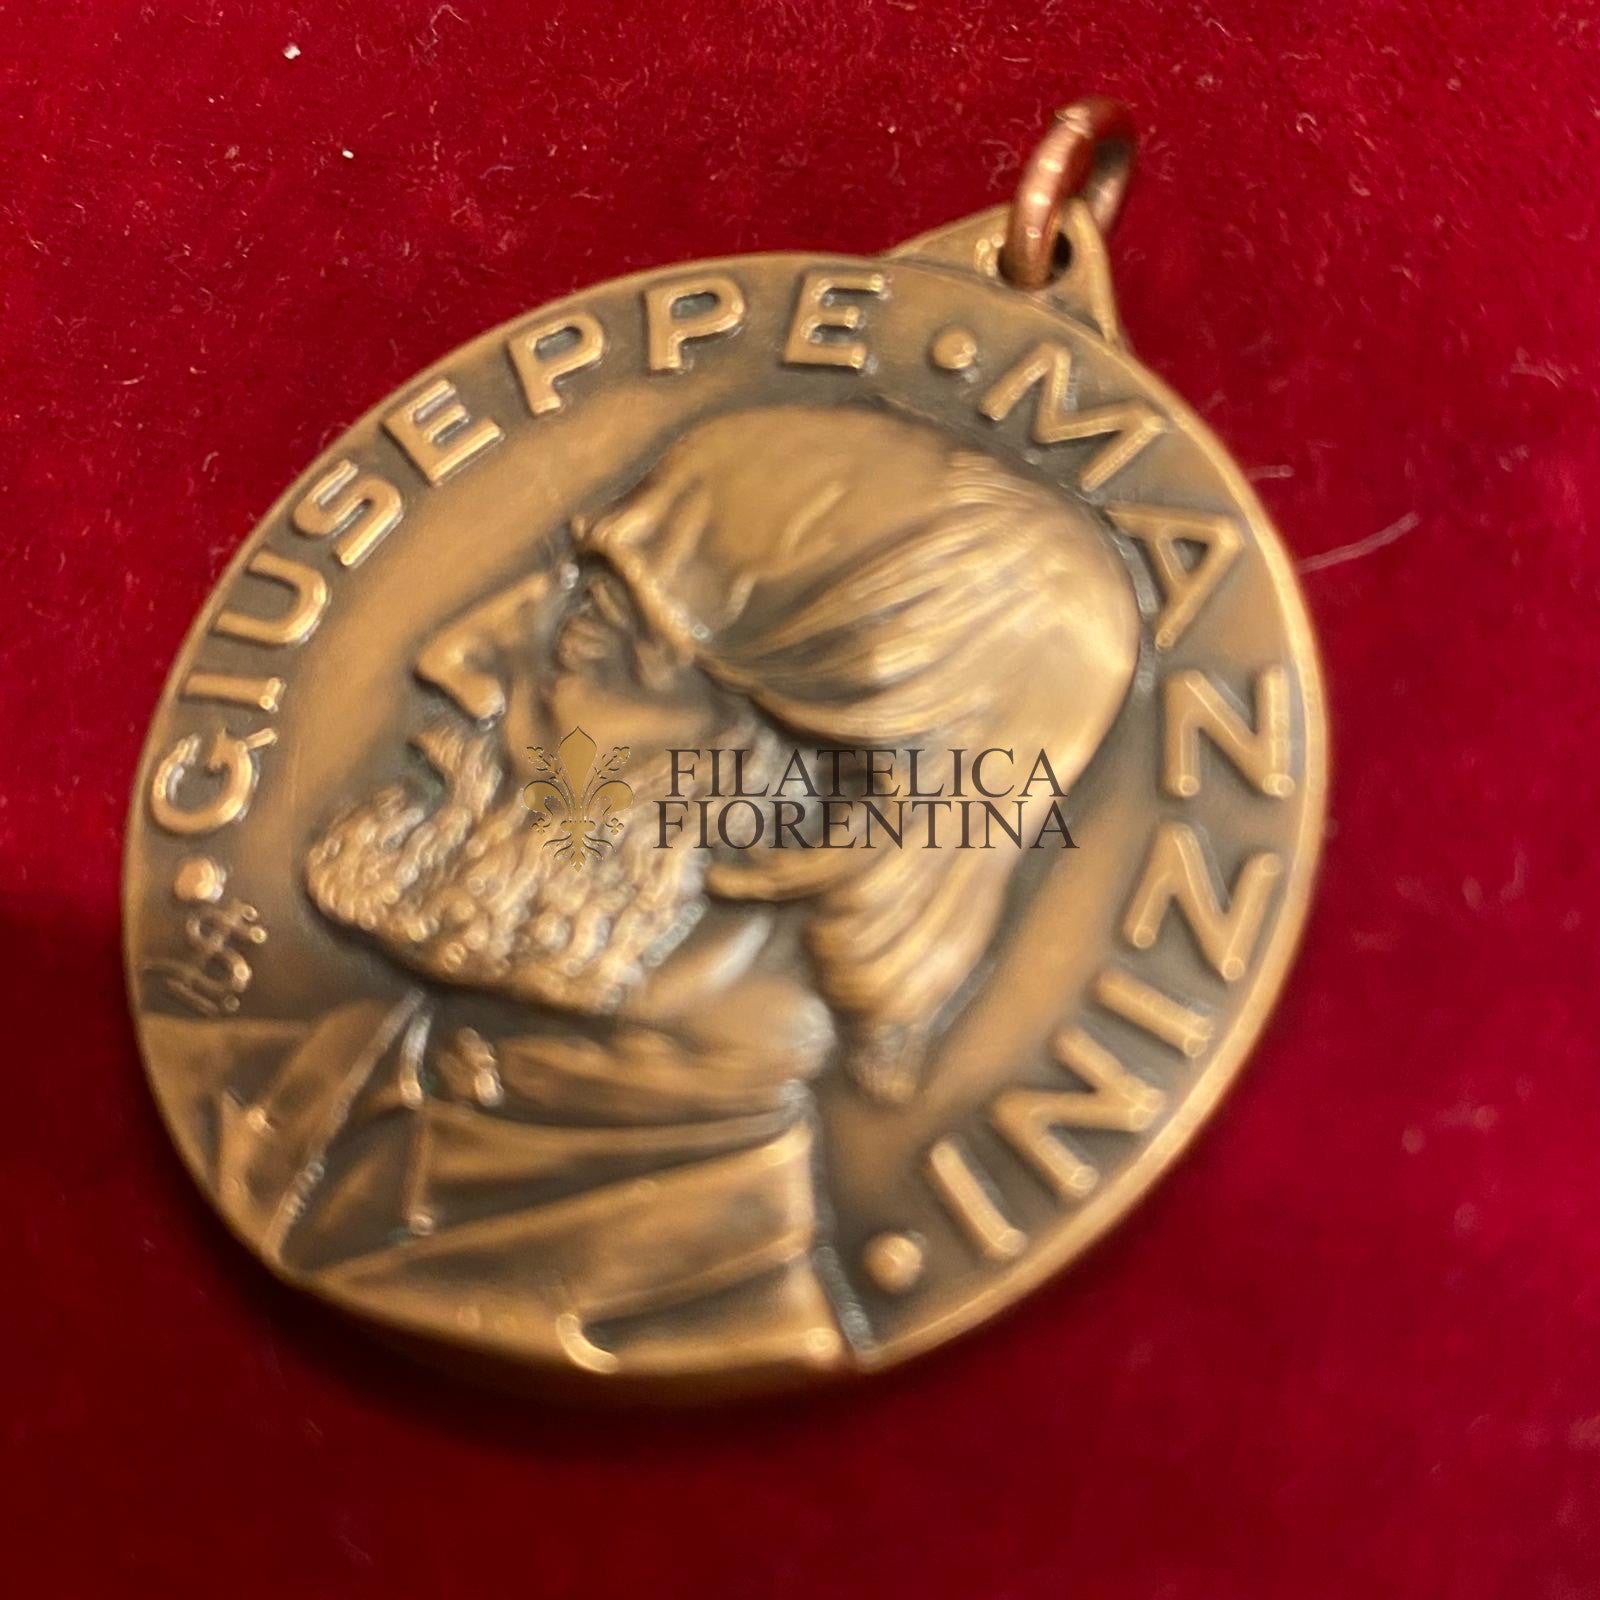 • GIUSEPPE • MAZZINI •
FILATELICA
FIORENTINA